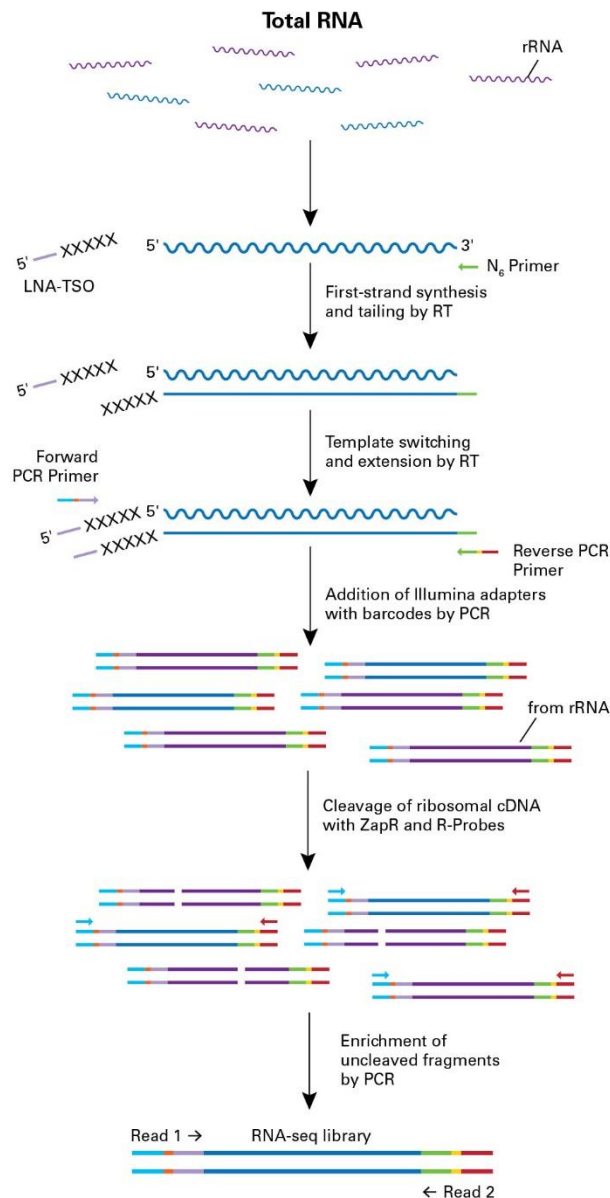 Total RNA
rRNA
XXXXX
5'
3'
5'
LNA-TSO
N₆ Primer
First-strand synthesis
and tailing by RT
XXXXX
5'
5'
XXXXX
Forward
PCR Primer
Template switching
and extension by RT
XXXXX
5'
5'
XXXXX
Reverse PCR
Primer
Addition of Illumina adapters
with barcodes by PCR
from rRNA
Cleavage of ribosomal cDNA
with ZapR and R-Probes
Enrichment of
uncleaved fragments
by PCR
Read 1 →
RNA-seq library
← Read 2